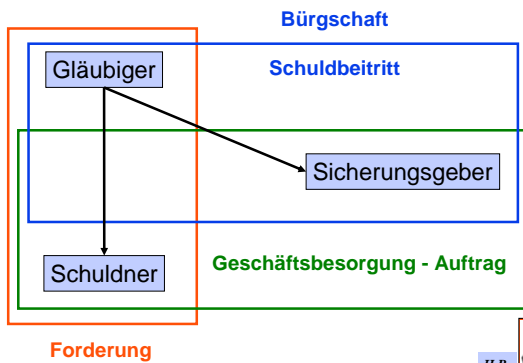 Bürgschaft
Gläubiger
Schuldbeitritt
Sicherungsgeber
Schuldner
Geschäftsbesorgung - Auftrag
Forderung